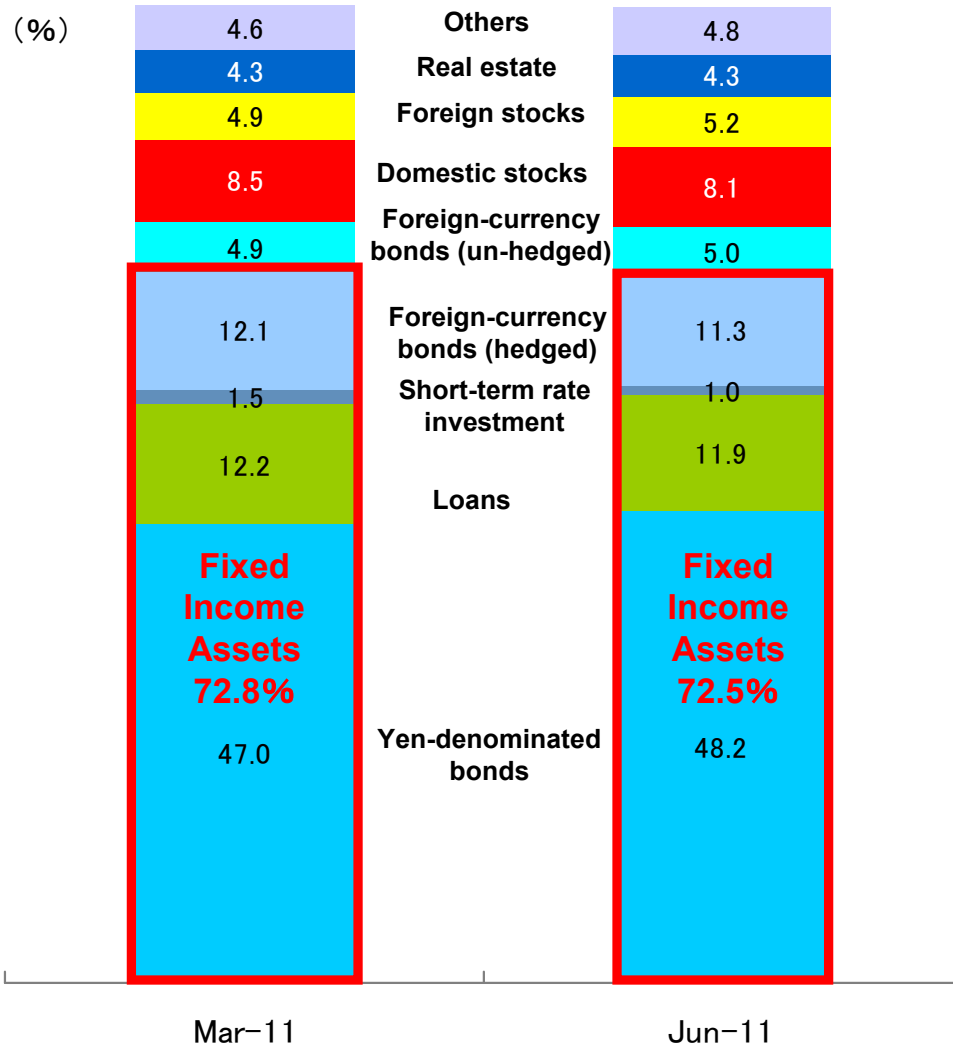 （%）
4.6
Others
4.8
4.3
Real estate
4.3
4.9
Foreign stocks
5.2
8.5
Domestic stocks
8.1
4.9
Foreign-currency
bonds (un-hedged)
5.0
12.1
Foreign-currency
bonds (hedged)
11.3
1.5
Short-term rate
investment
1.0
12.2
Loans
11.9
Fixed
Income
Assets
72.8%
Fixed
Income
Assets
72.5%
47.0
Yen-denominated
bonds
48.2
Mar-11
Jun-11